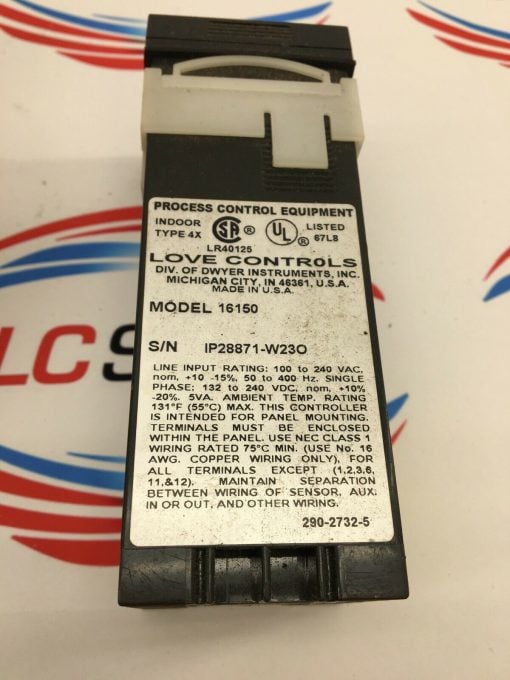 PROCESS CONTROL EQUIPMENT
INDOOR
TYPE 4X
SA ®
LR40125
UL ®
LISTED
67L8
LOVE CONTROLS
DIV. OF DWYER INSTRUMENTS, INC.
MICHIGAN CITY, IN 46361, U.S.A.
MADE IN U.S.A.
MODEL 16150
S/N IP28871-W23O
LINE INPUT RATING: 100 to 240 VAC,
nom, +10 -15%, 50 to 400 Hz. SINGLE
PHASE; 132 to 240 VDC, nom, +10%
-20%. 5VA. AMBIENT TEMP. RATING
131°F (55°C) MAX. THIS CONTROLLER
IS INTENDED FOR PANEL MOUNTING.
TERMINALS MUST BE ENCLOSED
WITHIN THE PANEL. USE NEC CLASS 1
WIRING RATED 75°C MIN. (USE No. 16
AWG. COPPER WIRING ONLY), FOR
ALL TERMINALS EXCEPT (1,2,3,6,
11,&12). MAINTAIN SEPARATION
BETWEEN WIRING OF SENSOR, AUX.
IN OR OUT, AND OTHER WIRING.
290-2732-5
LC S